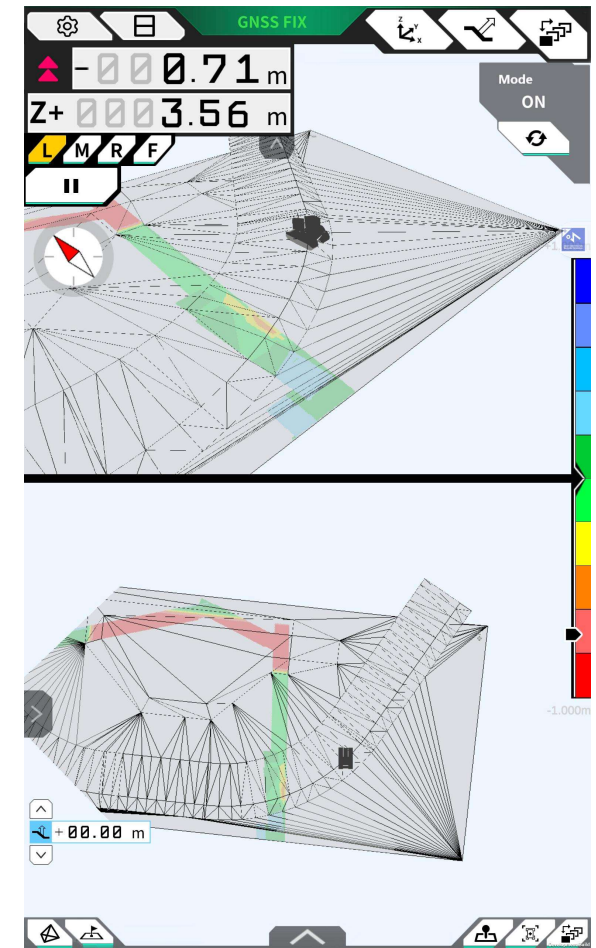 GNSS FIX
Z
Y
X
-000.71 m
Z+ 0003.56 m
L M R F
Mode
ON
-1.000m
+00.00 m